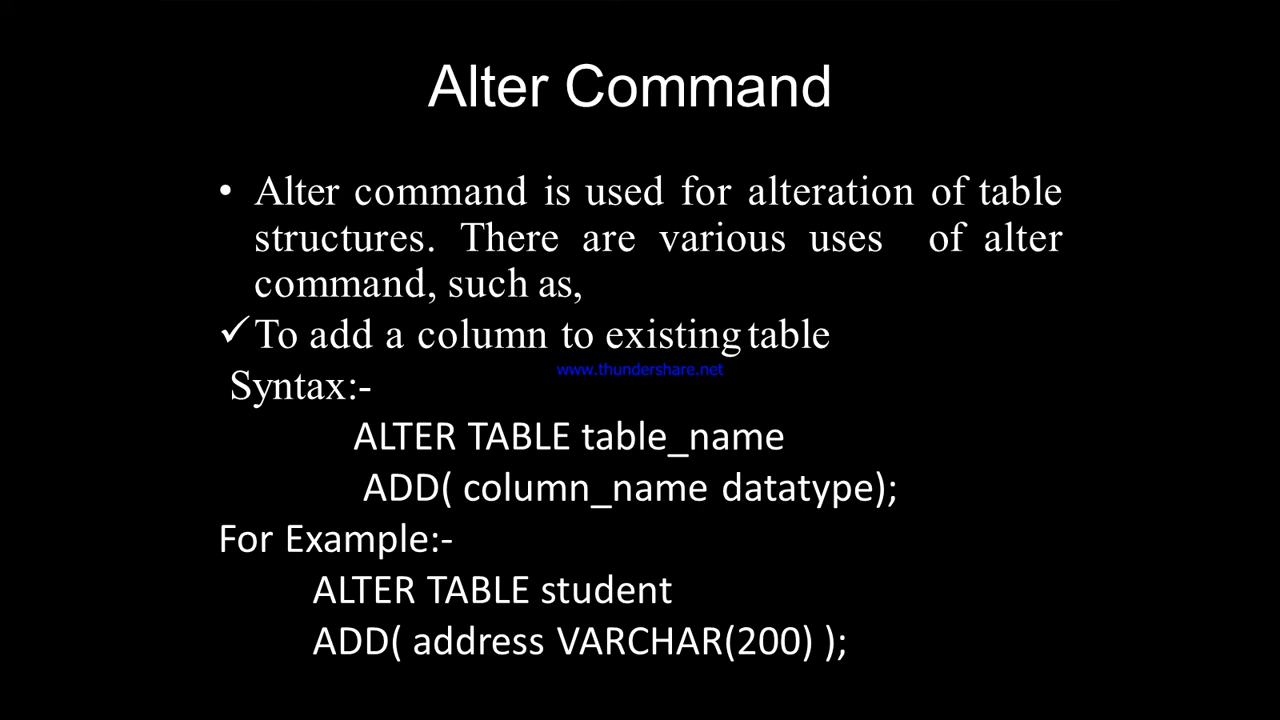 Alter Command
• Alter command is used for alteration of table
structures. There are various uses of alter
command, such as,
✓To add a column to existing table
www.thundershare.net
Syntax:-
ALTER TABLE table_name
ADD( column_name datatype);
For Example:-
ALTER TABLE student
ADD( address VARCHAR(200) );